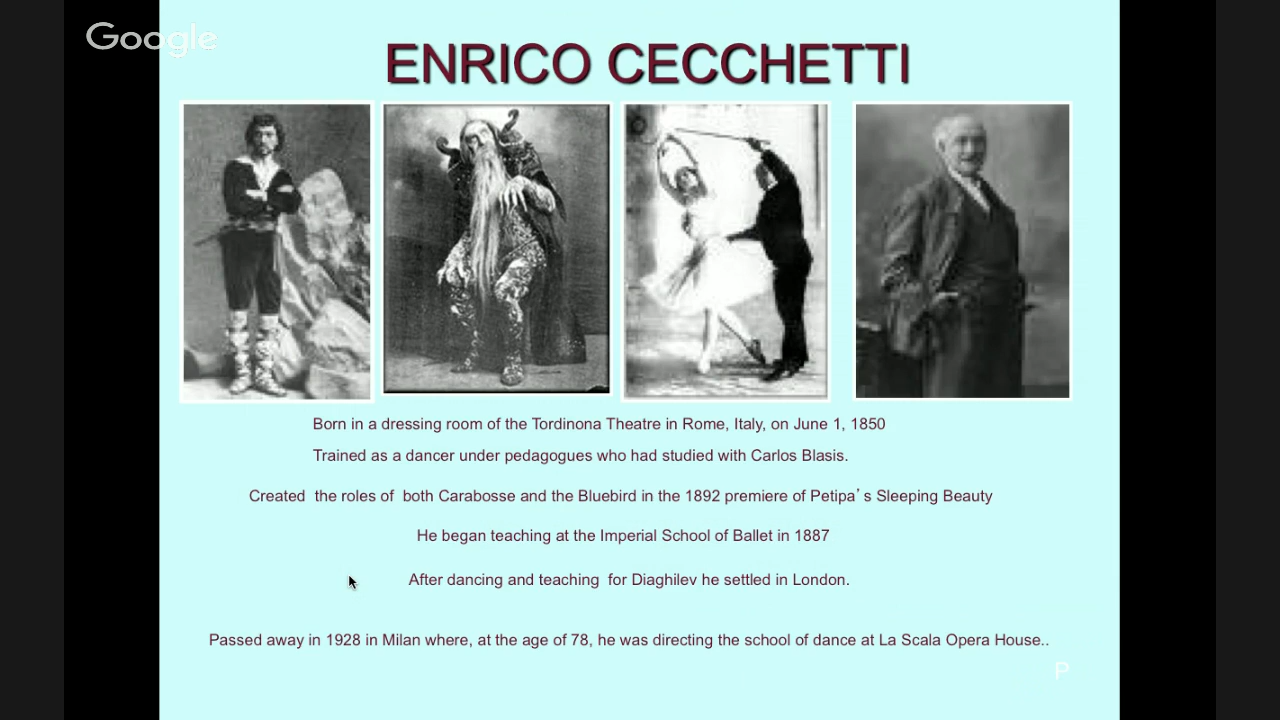 Google
ENRICO CECCHETTI
Born in a dressing room of the Tordinona Theatre in Rome, Italy, on June 1, 1850
Trained as a dancer under pedagogues who had studied with Carlos Blasis.
Created  the roles of  both Carabosse and the Bluebird in the 1892 premiere of Petipa’s Sleeping Beauty
He began teaching at the Imperial School of Ballet in 1887
After dancing and teaching  for Diaghilev he settled in London.
Passed away in 1928 in Milan where, at the age of 78, he was directing the school of dance at La Scala Opera House..
P